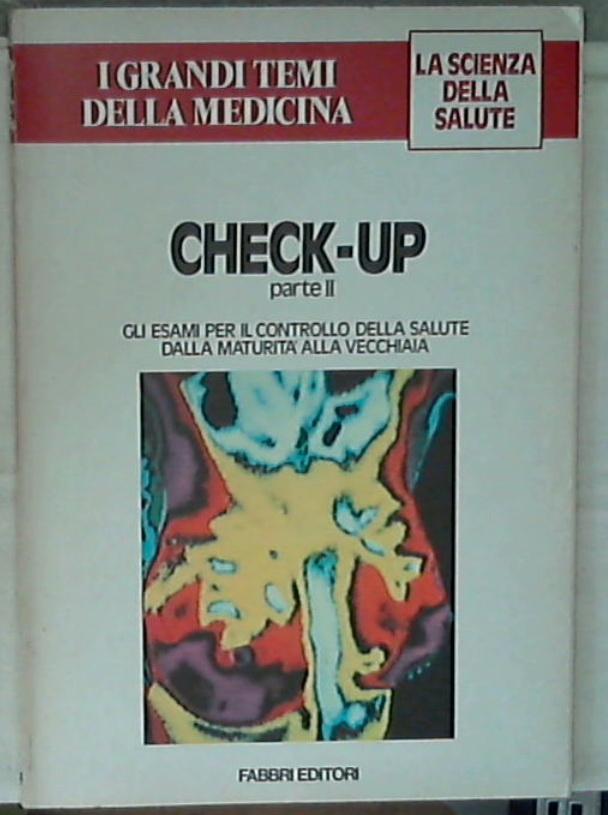 I GRANDI TEMI
DELLA MEDICINA
LA SCIENZA
DELLA
SALUTE
CHECK-UP
parte II
GLI ESAMI PER IL CONTROLLO DELLA SALUTE
DALLA MATURITA' ALLA VECCHIAIA
FABBRI EDITORI